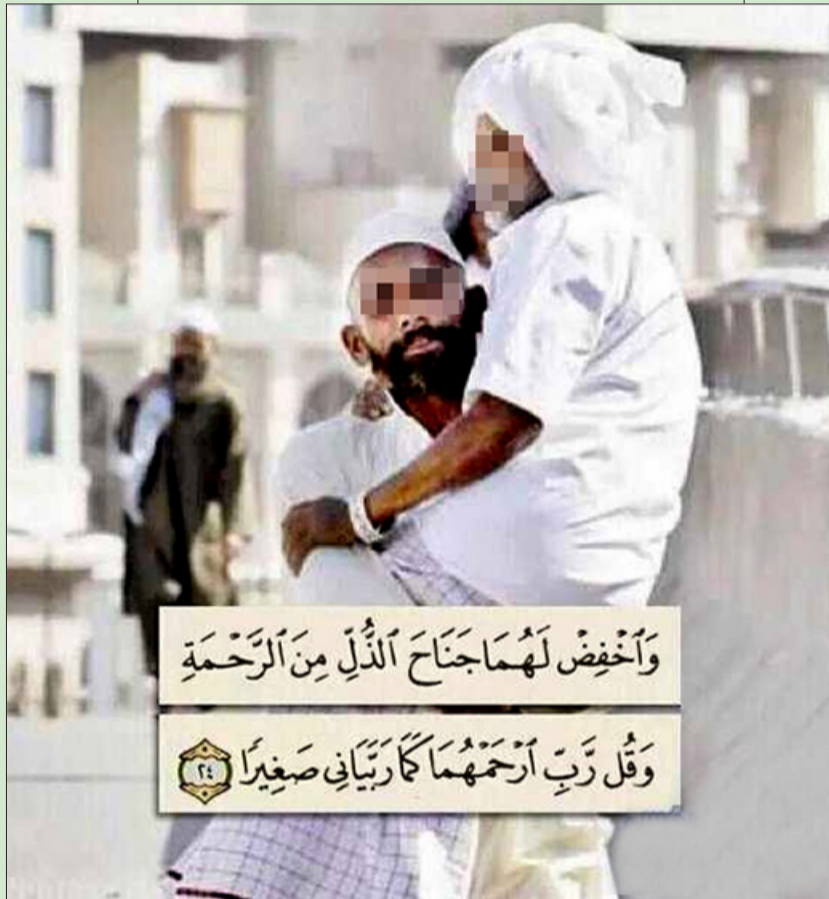 وَٱخۡفِضۡ لَهُمَا جَنَاحَ ٱلذُّلِّ مِنَ ٱلرَّحۡمَةِ
وَقُل رَّبِّ ٱرۡحَمۡهُمَا كَمَا رَبَّيَانِي صَغِيرٗا ٢٤